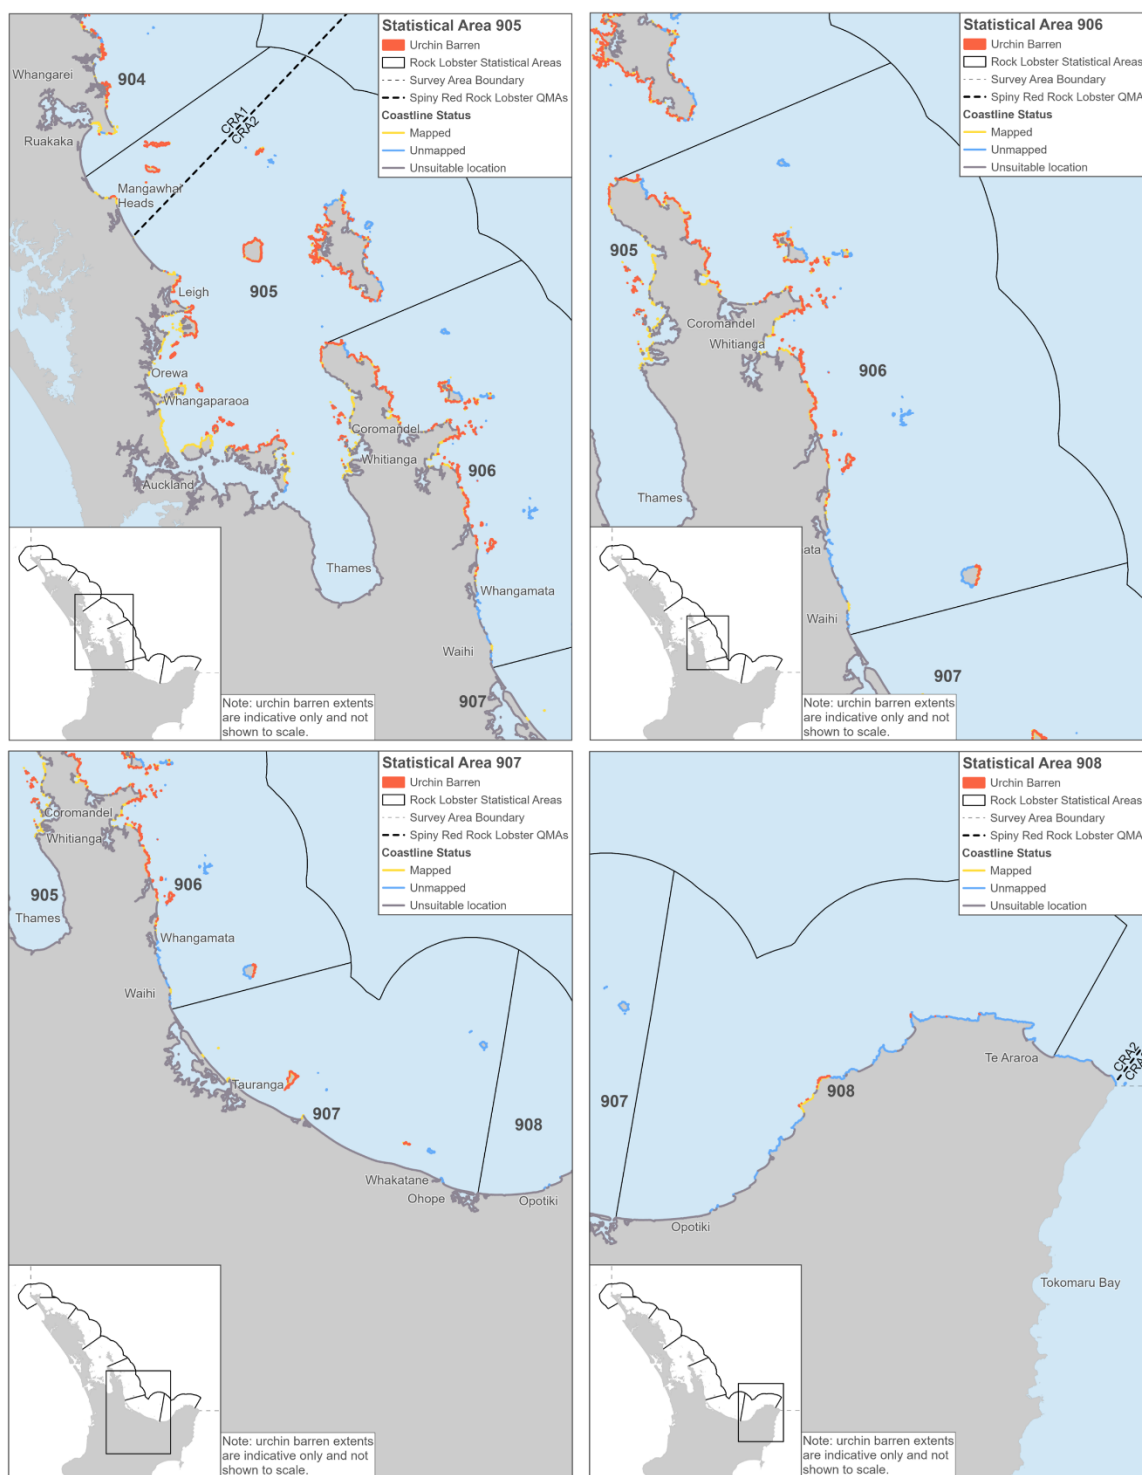 Statistical Area 905
Urchin Barren
Rock Lobster Statistical Areas
Survey Area Boundary
Spiny Red Rock Lobster QMAs
Coastline Status
Mapped
Unmapped
Unsuitable location
Whangarei
904
Ruakaka
CRA1
CRA2
Mangawhai
Heads
Leigh
905
Orewa
Whangaparaoa
Coromandel
Whitianga
906
Auckland
Thames
Whangamata
Waihi
907
Note: urchin barren extents
are indicative only and not
shown to scale.
Statistical Area 906
Urchin Barren
Rock Lobster Statistical Areas
Survey Area Boundary
Spiny Red Rock Lobster QMAs
Coastline Status
Mapped
Unmapped
Unsuitable location
905
Coromandel
Whitianga
906
Thames
ata
Waihi
907
Note: urchin barren extents
are indicative only and not
shown to scale.
Statistical Area 907
Urchin Barren
Rock Lobster Statistical Areas
Survey Area Boundary
Spiny Red Rock Lobster QMAs
Coastline Status
Mapped
Unmapped
Unsuitable location
Coromandel
Whitianga
905
906
Thames
Whangamata
Waihi
Tauranga
907
908
Whakatane
Ohope
Opotiki
Note: urchin barren extents
are indicative only and not
shown to scale.
Statistical Area 908
Urchin Barren
Rock Lobster Statistical Areas
Survey Area Boundary
Spiny Red Rock Lobster QMAs
Coastline Status
Mapped
Unmapped
Unsuitable location
Te Araroa
CRA2
907
908
Opotiki
Tokomaru Bay
Note: urchin barren extents
are indicative only and not
shown to scale.